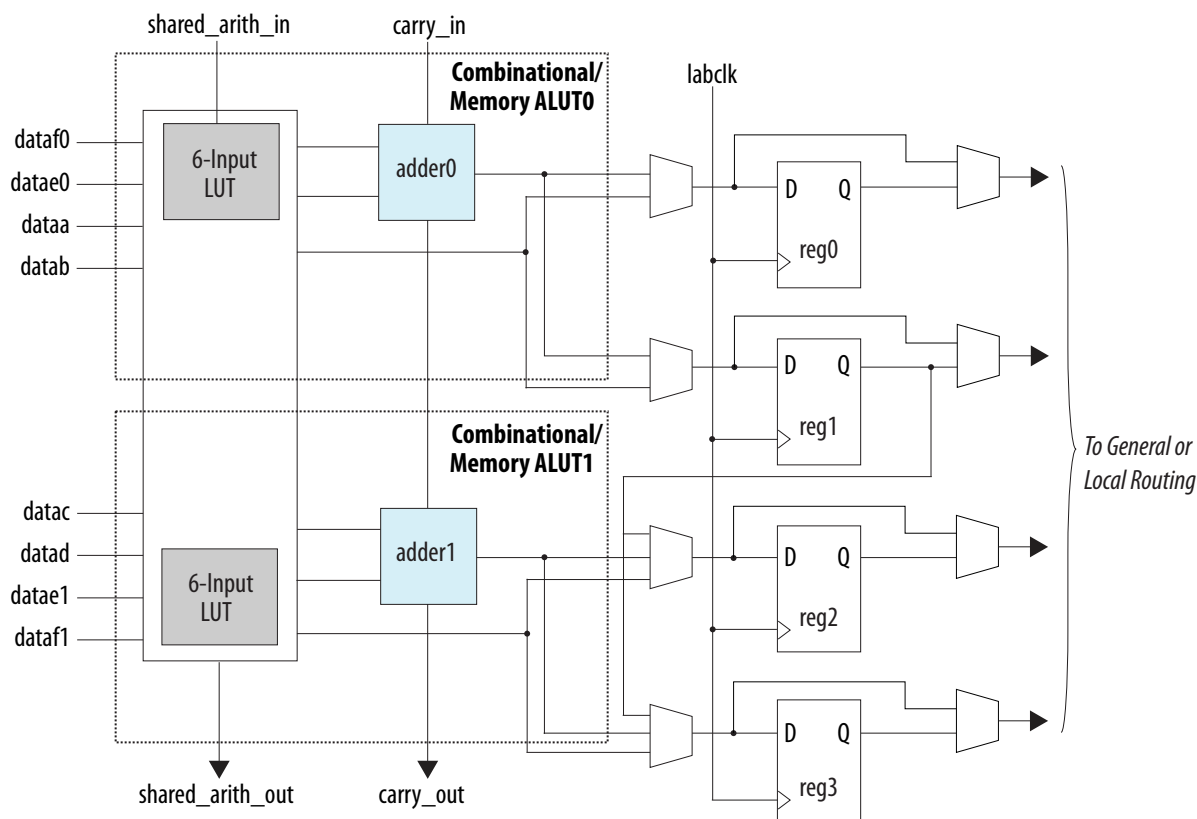 shared_arith_in
carry_in
labclk
Combinational/
Memory ALUT0
dataf0
datae0
dataa
datab
6-Input
LUT
adder0
D Q
reg0
D Q
reg1
Combinational/
Memory ALUT1
To General or
Local Routing
datac
datad
datae1
dataf1
6-Input
LUT
adder1
D Q
reg2
D Q
reg3
shared_arith_out
carry_out